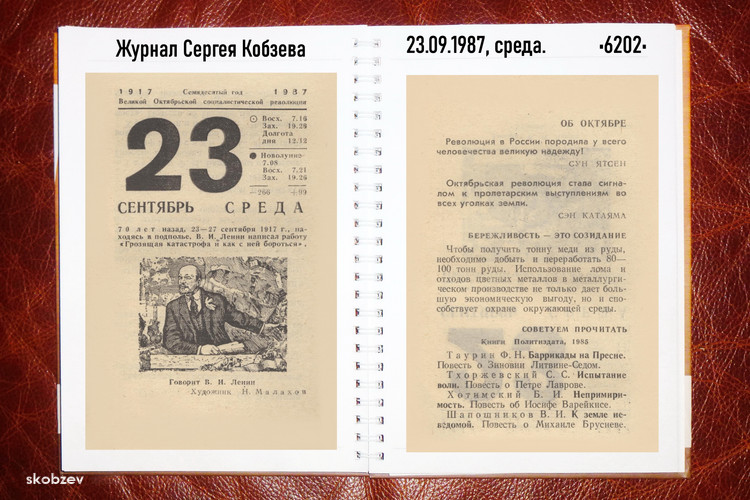 Журнал Сергея Кобзева
1917 Семидесятый год 1987
Великой Октябрьской социалистической революции
23
Восх. 7.16
Зах. 19.28
Долгота
дня 12.12
Новолуние
7.08
Восх. 7.21
Зах. 19.26
—266 +99
СЕНТЯБРЬ СРЕДА
70 лет назад, 23—27 сентября 1917 г., на-
ходясь в подполье, В. И. Ленин написал работу
«Грозящая катастрофа и как с ней бороться».
Говорит В. И. Ленин
Художник Н. Малахов
23.09.1987, среда. ·6202·
ОБ ОКТЯБРЕ
Революция в России породила у всего
человечества великую надежду!
СУН ЯТСЕН
Октябрьская революция стала сигна-
лом к пролетарским выступлениям во
всех уголках земли.
СЭН КАТАЯМА
БЕРЕЖЛИВОСТЬ — ЭТО СОЗИДАНИЕ
Чтобы получить тонну меди из руды,
необходимо добыть и переработать 80—
100 тонн руды. Использование лома и
отходов цветных металлов в металлурги-
ческом производстве не только дает боль-
шую экономическую выгоду, но и спо-
собствует охране окружающей среды.
СОВЕТУЕМ ПРОЧИТАТЬ
Книги Политиздата, 1985
Таурин Ф. Н. Баррикады на Пресне.
Повесть о Зиновии Литвине-Седом.
Тхоржевский С. С. Испытание
воли. Повесть о Петре Лаврове.
Хотимский Б. И. Непримири-
мость. Повесть об Иосифе Варейкисе.
Шапошников В. И. К земле не-
ведомой. Повесть о Михаиле Брусневе.
skobzev